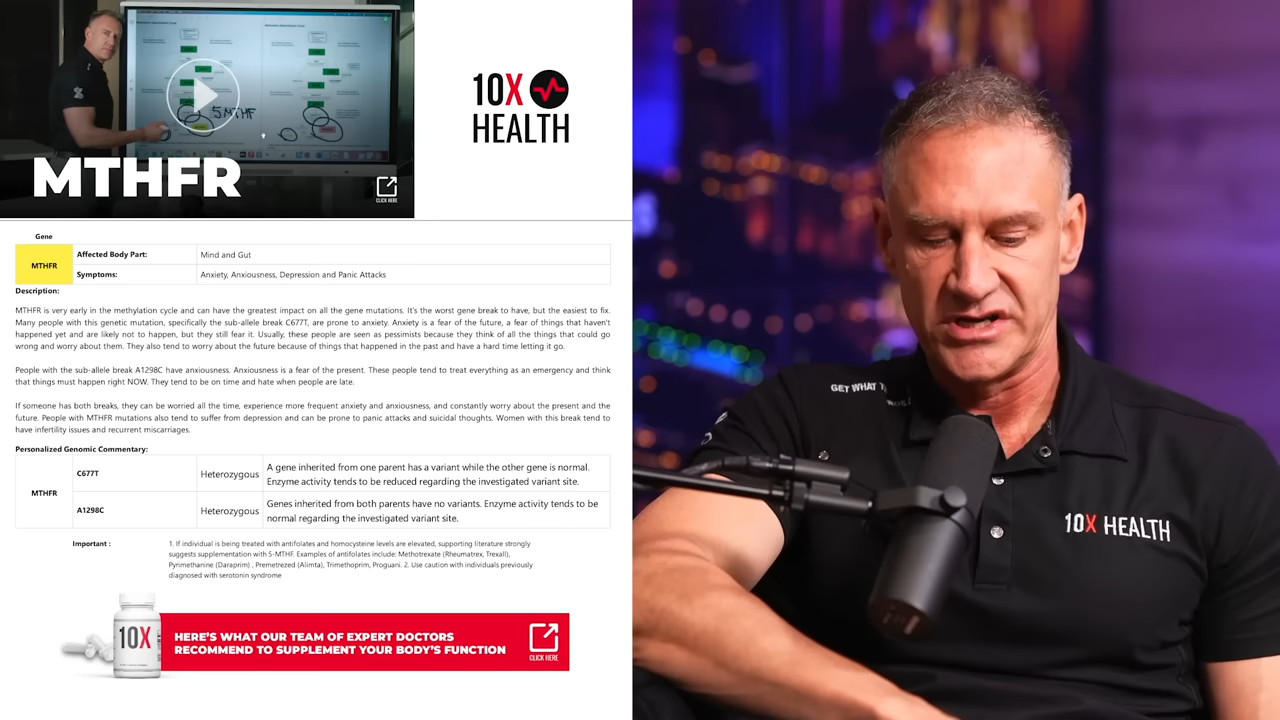 5MTHF
MTHFR
CLICK HERE
10X
HEALTH
Gene
MTHFR
Affected Body Part:
Mind and Gut
Symptoms:
Anxiety, Anxiousness, Depression and Panic Attacks
Description:
MTHFR is very early in the methylation cycle and can have the greatest impact on all the gene mutations. It's the worst gene break to have, but the easiest to fix.
Many people with this genetic mutation, specifically the sub-allele break C677T, are prone to anxiety. Anxiety is a fear of the future, a fear of things that haven't
happened yet and are likely not to happen, but they still fear it. Usually, these people are seen as pessimists because they think of all the things that could go
wrong and worry about them. They also tend to worry about the future because of things that happened in the past and have a hard time letting it go.
People with the sub-allele break A1298C have anxiousness. Anxiousness is a fear of the present. These people tend to treat everything as an emergency and think
that things must happen right NOW. They tend to be on time and hate when people are late.
If someone has both breaks, they can be worried all the time, experience more frequent anxiety and anxiousness, and constantly worry about the present and the
future. People with MTHFR mutations also tend to suffer from depression and can be prone to panic attacks and suicidal thoughts. Women with this break tend to
have infertility issues and recurrent miscarriages.
Personalized Genomic Commentary:
MTHFR
C677T
Heterozygous
A gene inherited from one parent has a variant while the other gene is normal.
Enzyme activity tends to be reduced regarding the investigated variant site.
A1298C
Heterozygous
Genes inherited from both parents have no variants. Enzyme activity tends to be
normal regarding the investigated variant site.
Important :
1. If individual is being treated with antifolates and homocysteine levels are elevated, supporting literature strongly
suggests supplementation with 5-MTHF. Examples of antifolates include: Methotrexate (Rheumatrex, Trexall),
Pyrimethamine (Daraprim) , Premetrexed (Alimta), Trimethoprim, Proguani. 2. Use caution with individuals previously
diagnosed with serotonin syndrome
10X
HERE'S WHAT OUR TEAM OF EXPERT DOCTORS
RECOMMEND TO SUPPLEMENT YOUR BODY'S FUNCTION
CLICK HERE
GET WHAT
10X HEALTH